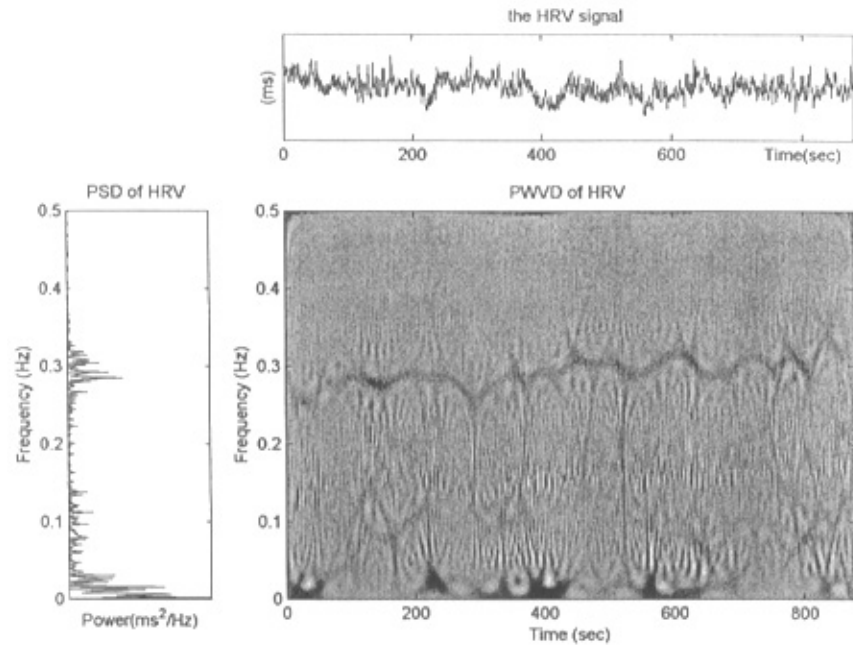 the HRV signal
(ms)
0 200 400 600 Time(sec)
PSD of HRV
PWVD of HRV
0.5
0.4
0.3
0.2
0.1
0
Frequency (Hz)
Power(ms²/Hz)
0.5
0.4
0.3
0.2
0.1
0
Frequency (Hz)
0 200 400 600 800
Time (sec)